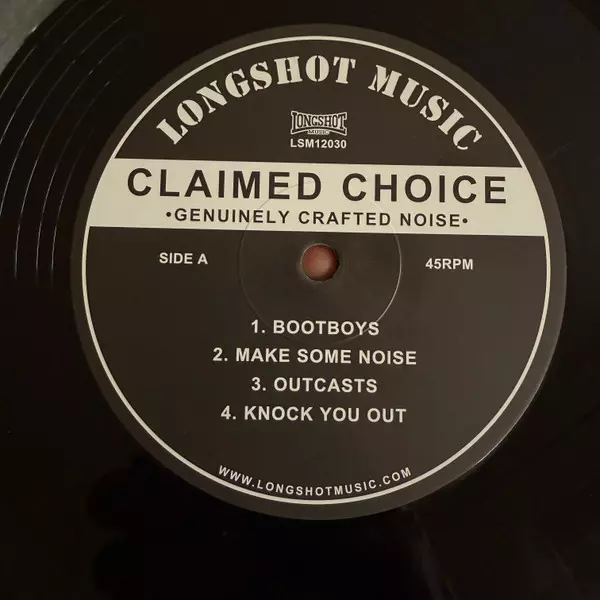 LONGSHOT MUSIC
LONGSHOT
MUSIC
LSM12030
CLAIMED CHOICE
•GENUINELY CRAFTED NOISE•
SIDE A
45RPM
1. BOOTBOYS
2. MAKE SOME NOISE
3. OUTCASTS
4. KNOCK YOU OUT
WWW.LONGSHOTMUSIC.COM